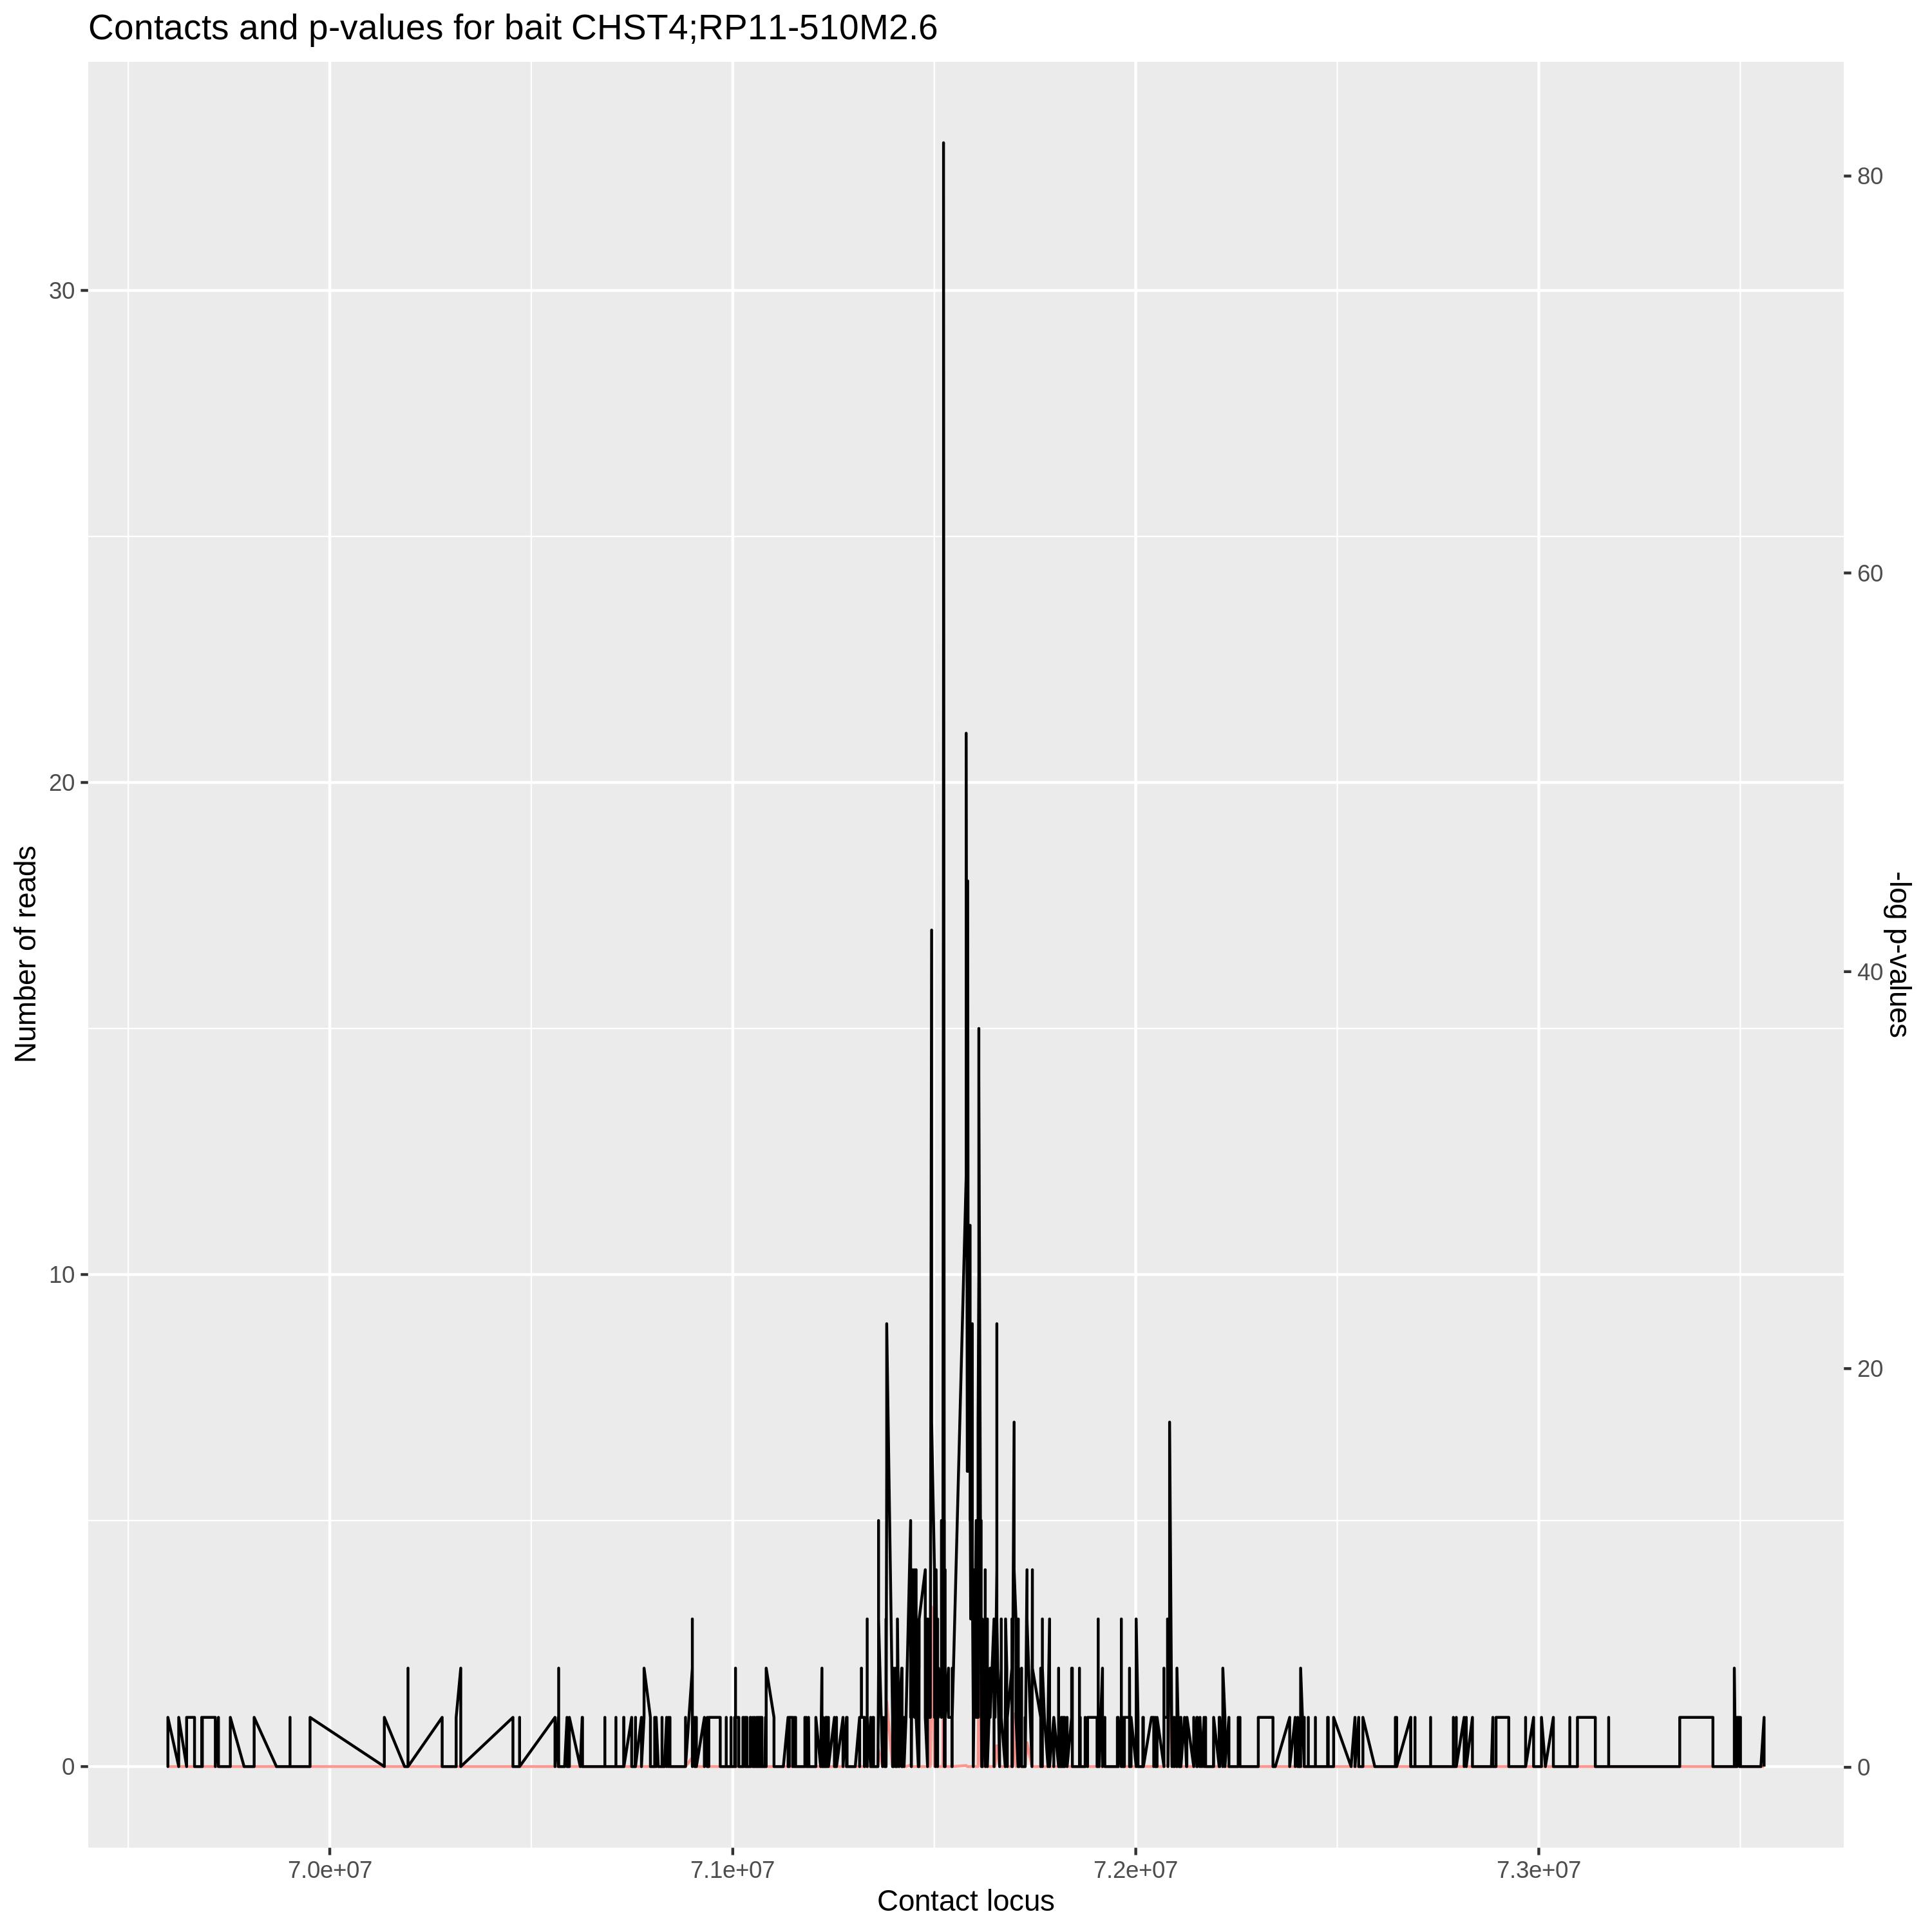 Contacts and p-values for bait CHST4;RP11-510M2.6
Number of reads
30
20
10
0
80
60
40
20
0
-log p-values
7.0e+07
7.1e+07
7.2e+07
7.3e+07
Contact locus